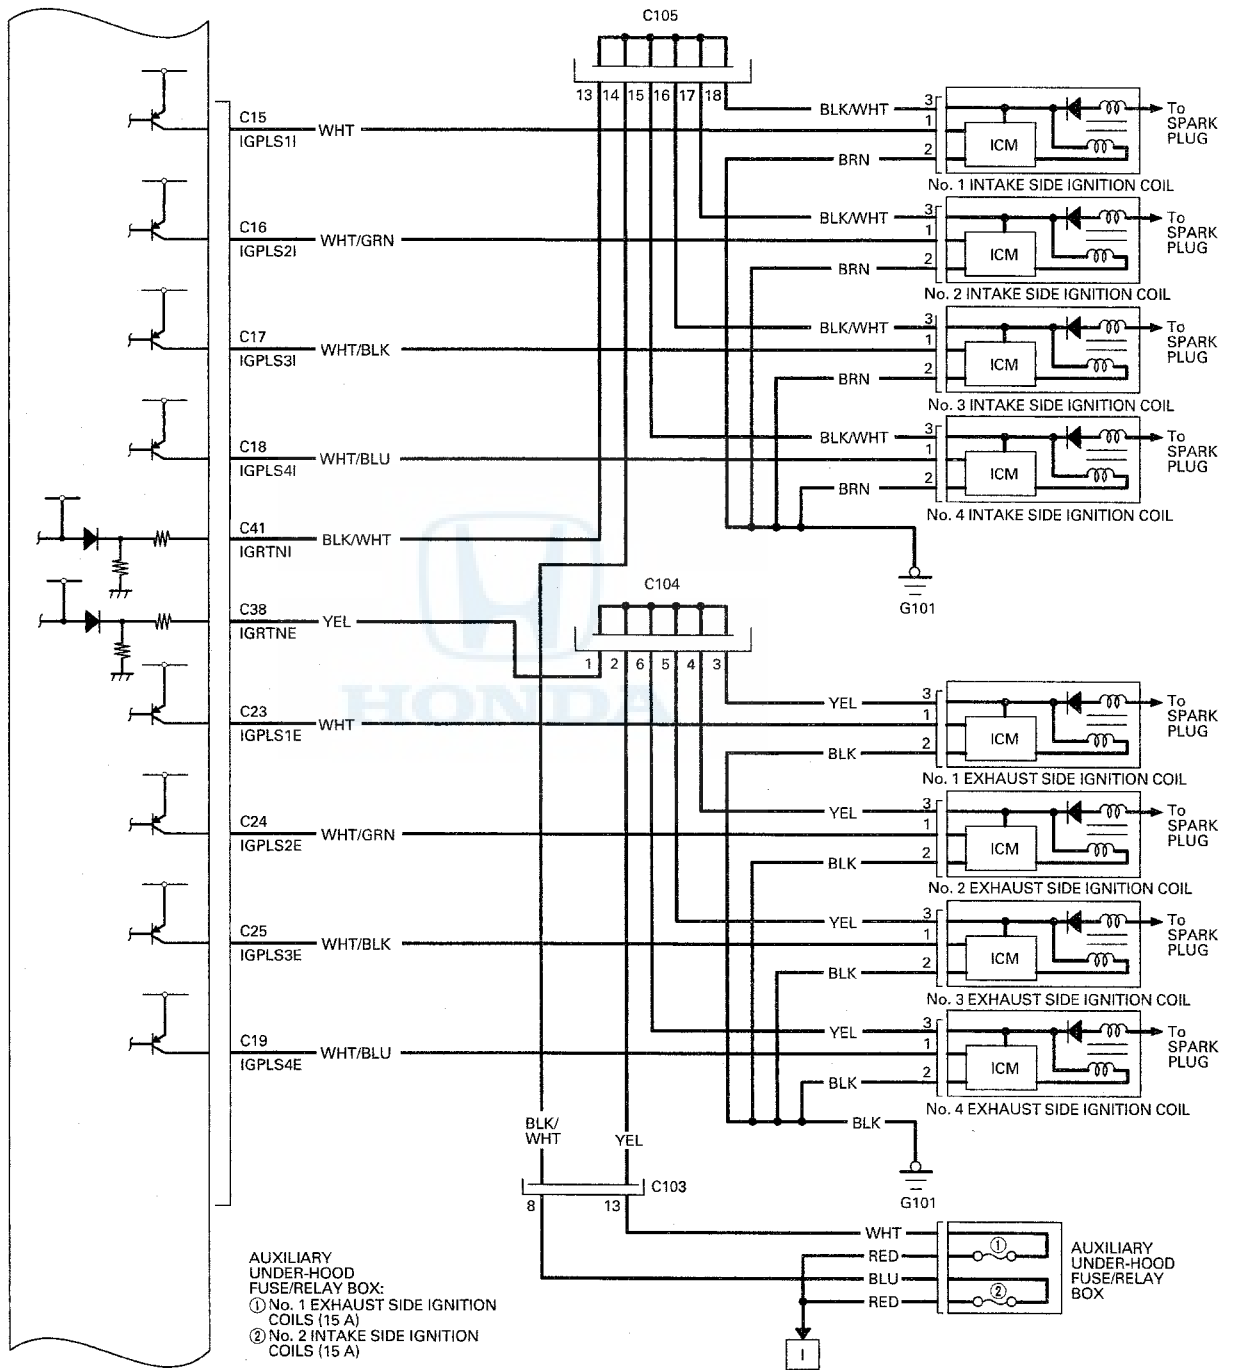 C105
13 14 15 16 17 18
C15
IGPLS1I
WHT
BLK/WHT
3
1
2
BRN
ICM
To
SPARK
PLUG
No. 1 INTAKE SIDE IGNITION COIL
C16
IGPLS2I
WHT/GRN
BLK/WHT
3
1
2
BRN
ICM
To
SPARK
PLUG
No. 2 INTAKE SIDE IGNITION COIL
C17
IGPLS3I
WHT/BLK
BLK/WHT
3
1
2
BRN
ICM
To
SPARK
PLUG
No. 3 INTAKE SIDE IGNITION COIL
C18
IGPLS4I
WHT/BLU
BLK/WHT
3
1
2
BRN
ICM
To
SPARK
PLUG
No. 4 INTAKE SIDE IGNITION COIL
C41
IGRTNI
BLK/WHT
G101
C38
IGRTNE
YEL
C104
1 2 6 5 4 3
HONDA
C23
IGPLS1E
WHT
YEL
3
1
2
BLK
ICM
To
SPARK
PLUG
No. 1 EXHAUST SIDE IGNITION COIL
C24
IGPLS2E
WHT/GRN
YEL
3
1
2
BLK
ICM
To
SPARK
PLUG
No. 2 EXHAUST SIDE IGNITION COIL
C25
IGPLS3E
WHT/BLK
YEL
3
1
2
BLK
ICM
To
SPARK
PLUG
No. 3 EXHAUST SIDE IGNITION COIL
C19
IGPLS4E
WHT/BLU
YEL
3
1
2
BLK
ICM
To
SPARK
PLUG
No. 4 EXHAUST SIDE IGNITION COIL
BLK
G101
BLK/
WHT
YEL
C103
8 13
WHT
RED
BLU
RED
①
②
AUXILIARY
UNDER-HOOD
FUSE/RELAY
BOX
I
AUXILIARY
UNDER-HOOD
FUSE/RELAY BOX:
① No. 1 EXHAUST SIDE IGNITION
COILS (15 A)
② No. 2 INTAKE SIDE IGNITION
COILS (15 A)